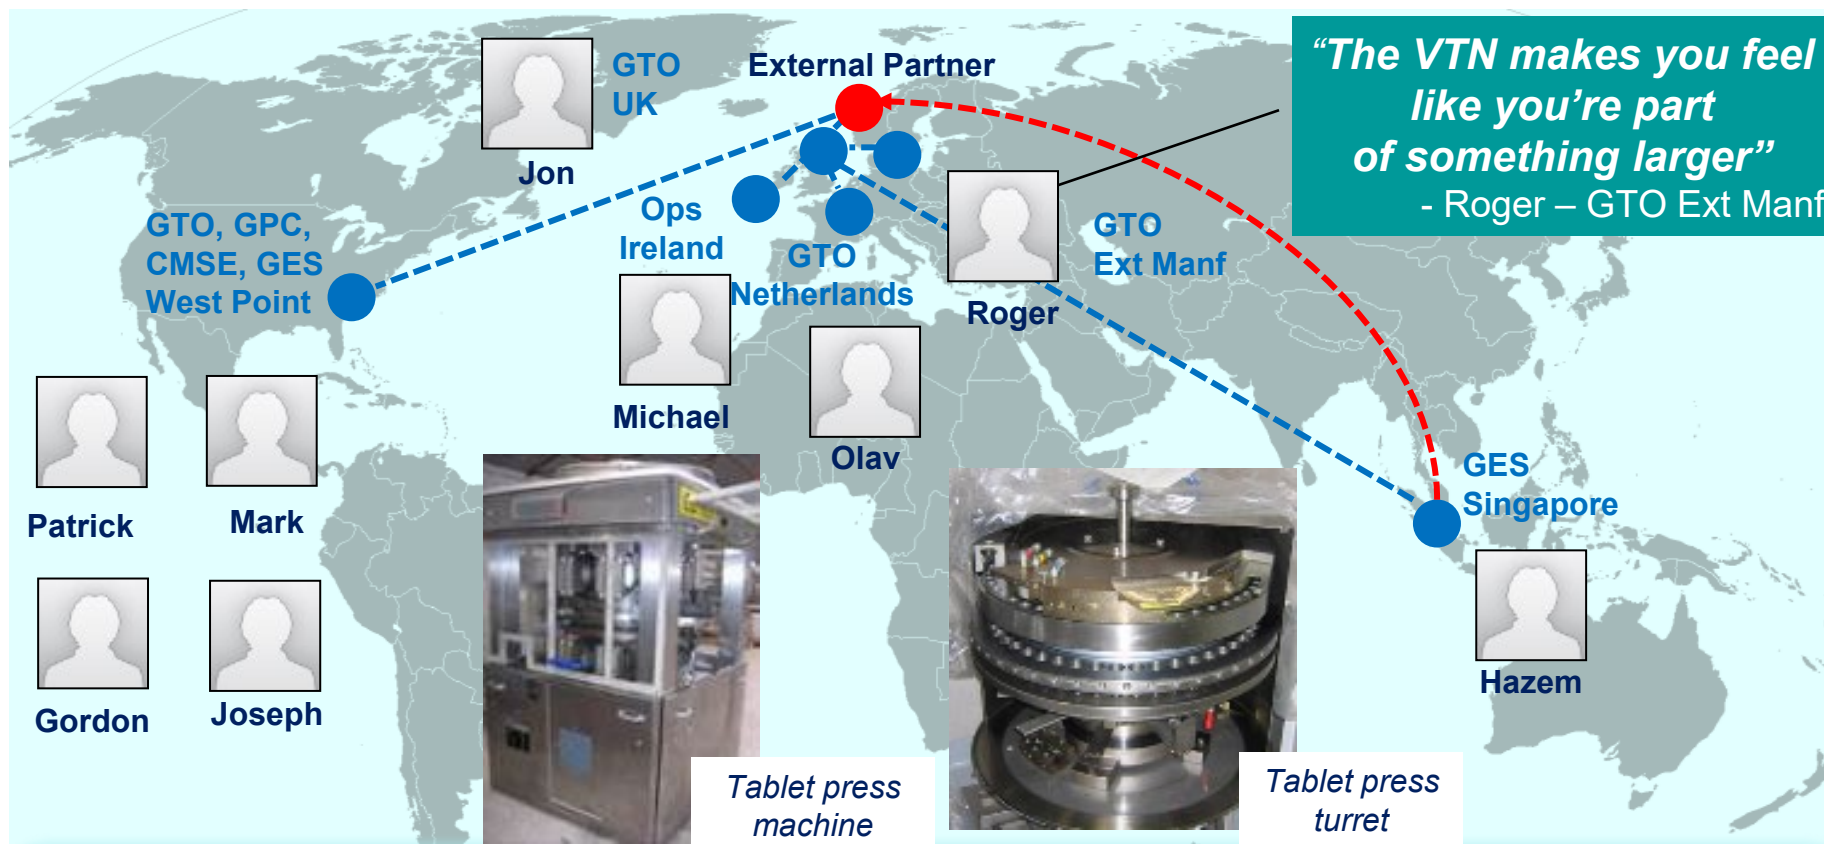 GTO
UK
External Partner
“The VTN makes you feel
like you’re part
of something larger”
- Roger – GTO Ext Manf
Jon
GTO, GPC,
CMSE, GES
West Point
Ops
Ireland
GTO
Netherlands
GTO
Ext Manf
Roger
Michael
Olav
Patrick
Mark
GES
Singapore
Gordon
Joseph
Hazem
Tablet press
machine
Tablet press
turret